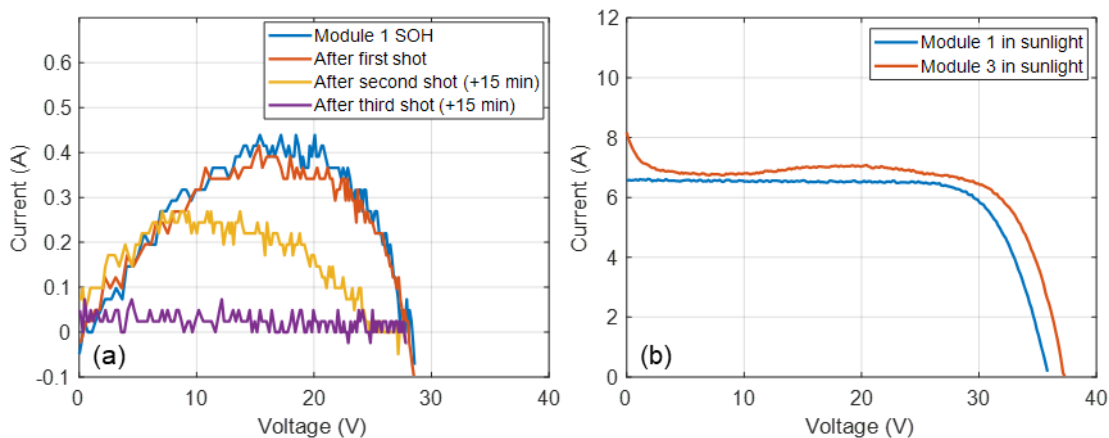 0.6
0.5
0.4
0.3
0.2
0.1
0
-0.1
Current (A)
Module 1 SOH
After first shot
After second shot (+15 min)
After third shot (+15 min)
(a)
0 10 20 30 40
Voltage (V)
12
10
8
6
4
2
0
Current (A)
Module 1 in sunlight
Module 3 in sunlight
(b)
0 10 20 30 40
Voltage (V)